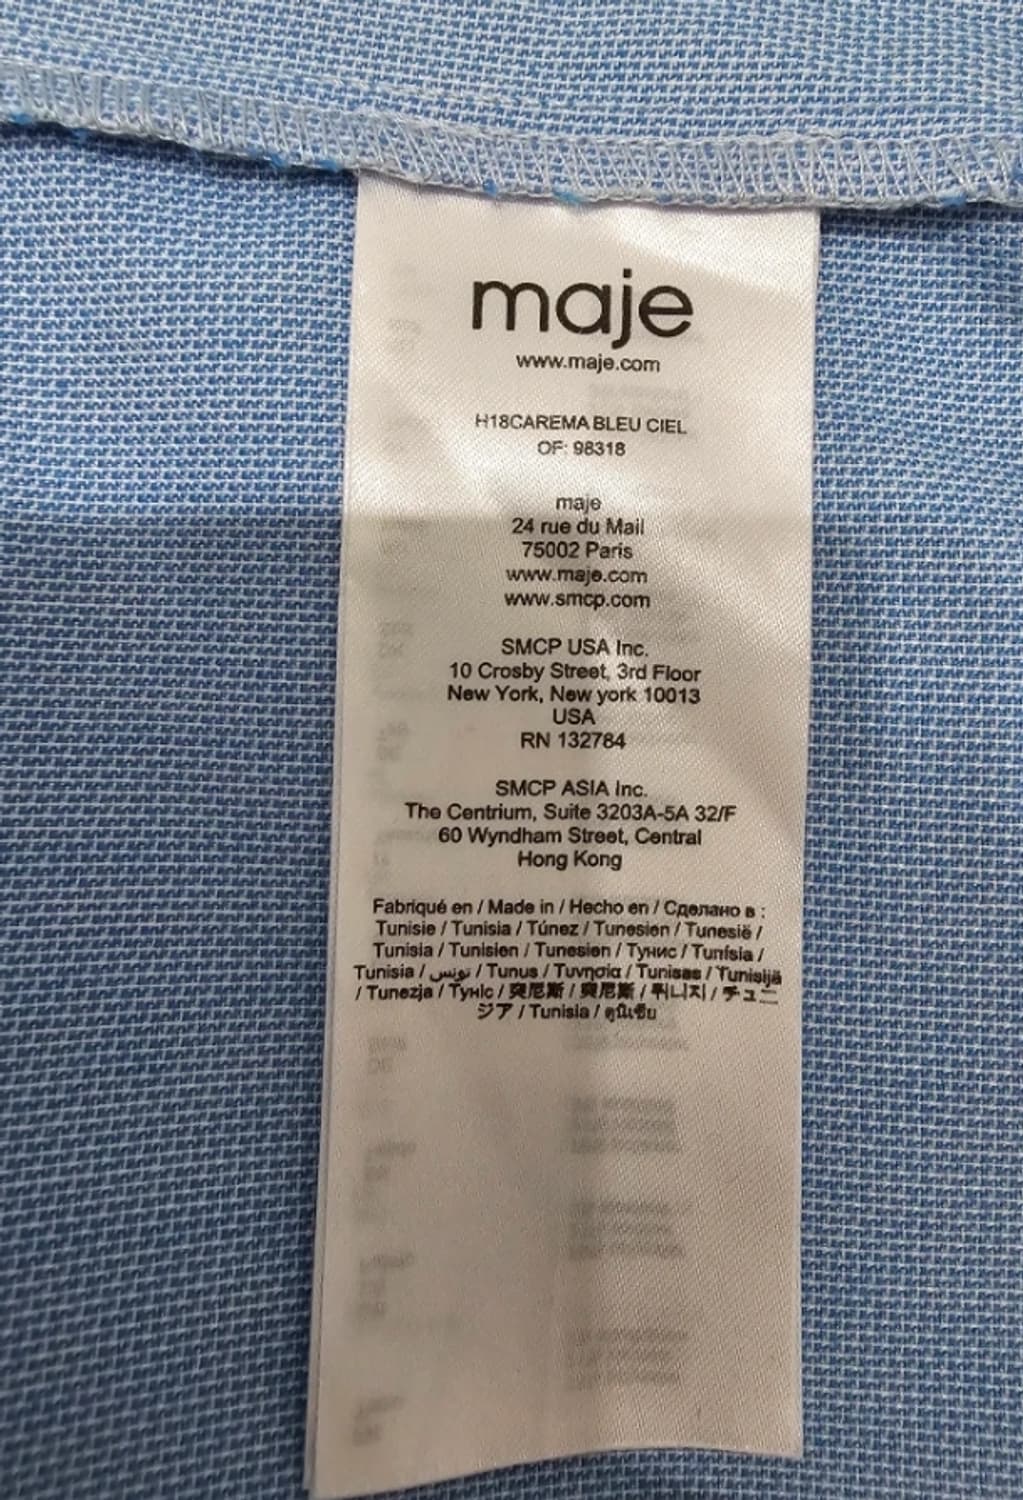 maje
www.maje.com
H18CAREMA BLEU CIEL
OF: 98318
maje
24 rue du Mail
75002 Paris
www.maje.com
www.smcp.com
SMCP USA Inc.
10 Crosby Street, 3rd Floor
New York, New york 10013
USA
RN 132784
SMCP ASIA Inc.
The Centrium, Suite 3203A-5A 32/F
60 Wyndham Street, Central
Hong Kong
Fabriqué en / Made in / Hecho en / Сделано в :
Tunisie / Tunisia / Túnez / Tunesien / Tunesië /
Tunisia / Tunisien / Tunesien / Тунис / Tunísia /
Tunisia / تونس / Tunus / Τυνησία / Tunisas / Tunisijā
/ Tunezja / Туніс / 突尼斯 / 突尼斯 / 튀니지 / チュニ
ジア / Tunisia / ตูนิเซีย